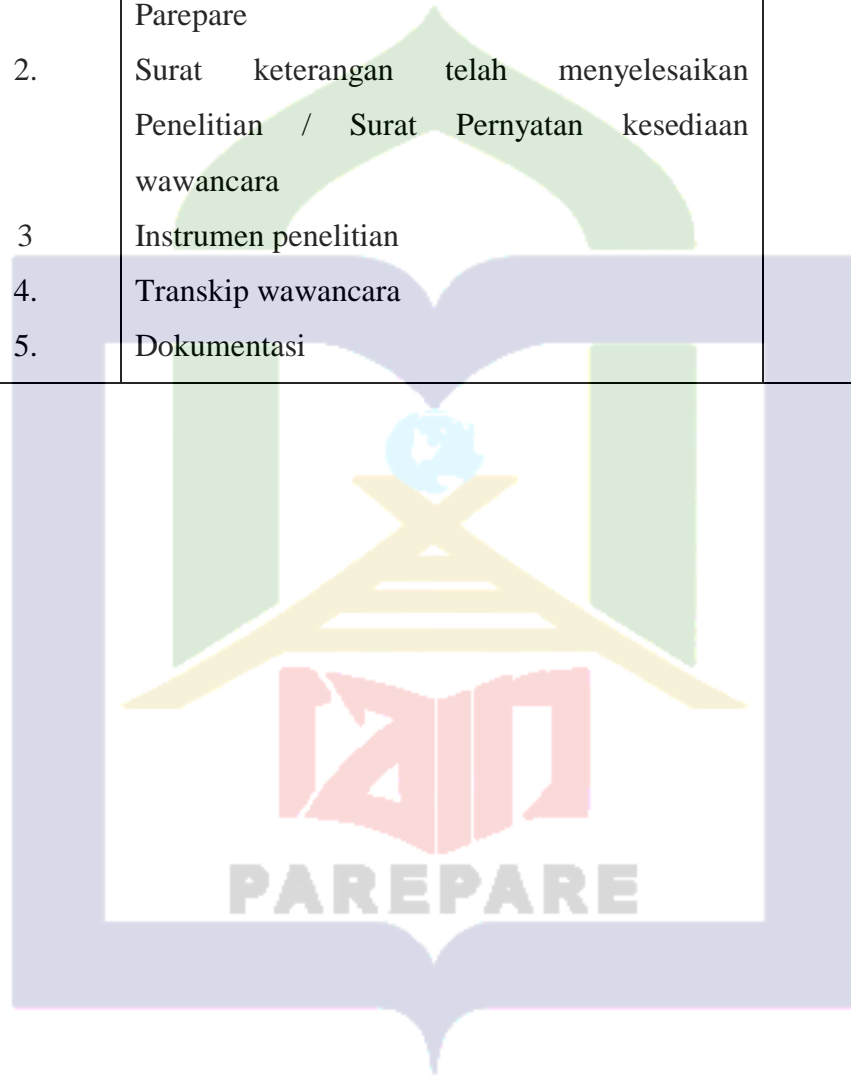 Parepare
2. Surat keterangan telah menyelesaikan
Penelitian / Surat Pernyatan kesediaan
wawancara
3 Instrumen penelitian
4. Transkip wawancara
5. Dokumentasi
iain
PAREPARE